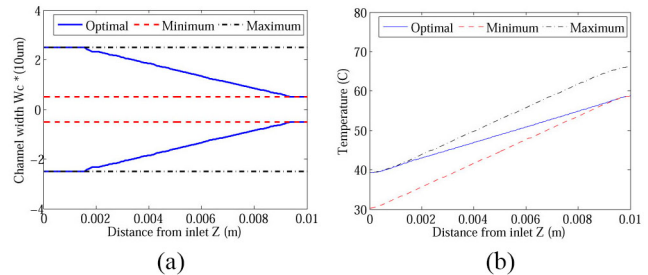 Optimal Minimum Maximum
4
2
0
−2
−4
Channel width Wc * (10um)
0 0.002 0.004 0.006 0.008 0.01
Distance from inlet Z (m)
(a)
Optimal Minimum Maximum
80
70
60
50
40
30
Temperature (C)
0 0.002 0.004 0.006 0.008 0.01
Distance from inlet Z (m)
(b)